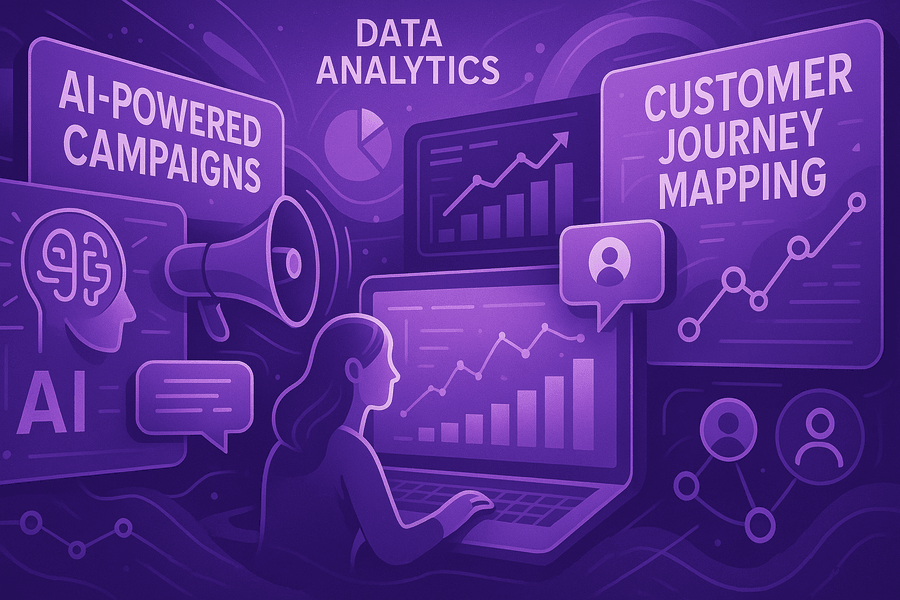 DATA
ANALYTICS
AI-POWERED
CAMPAIGNS
CUSTOMER
JOURNEY
MAPPING
AI